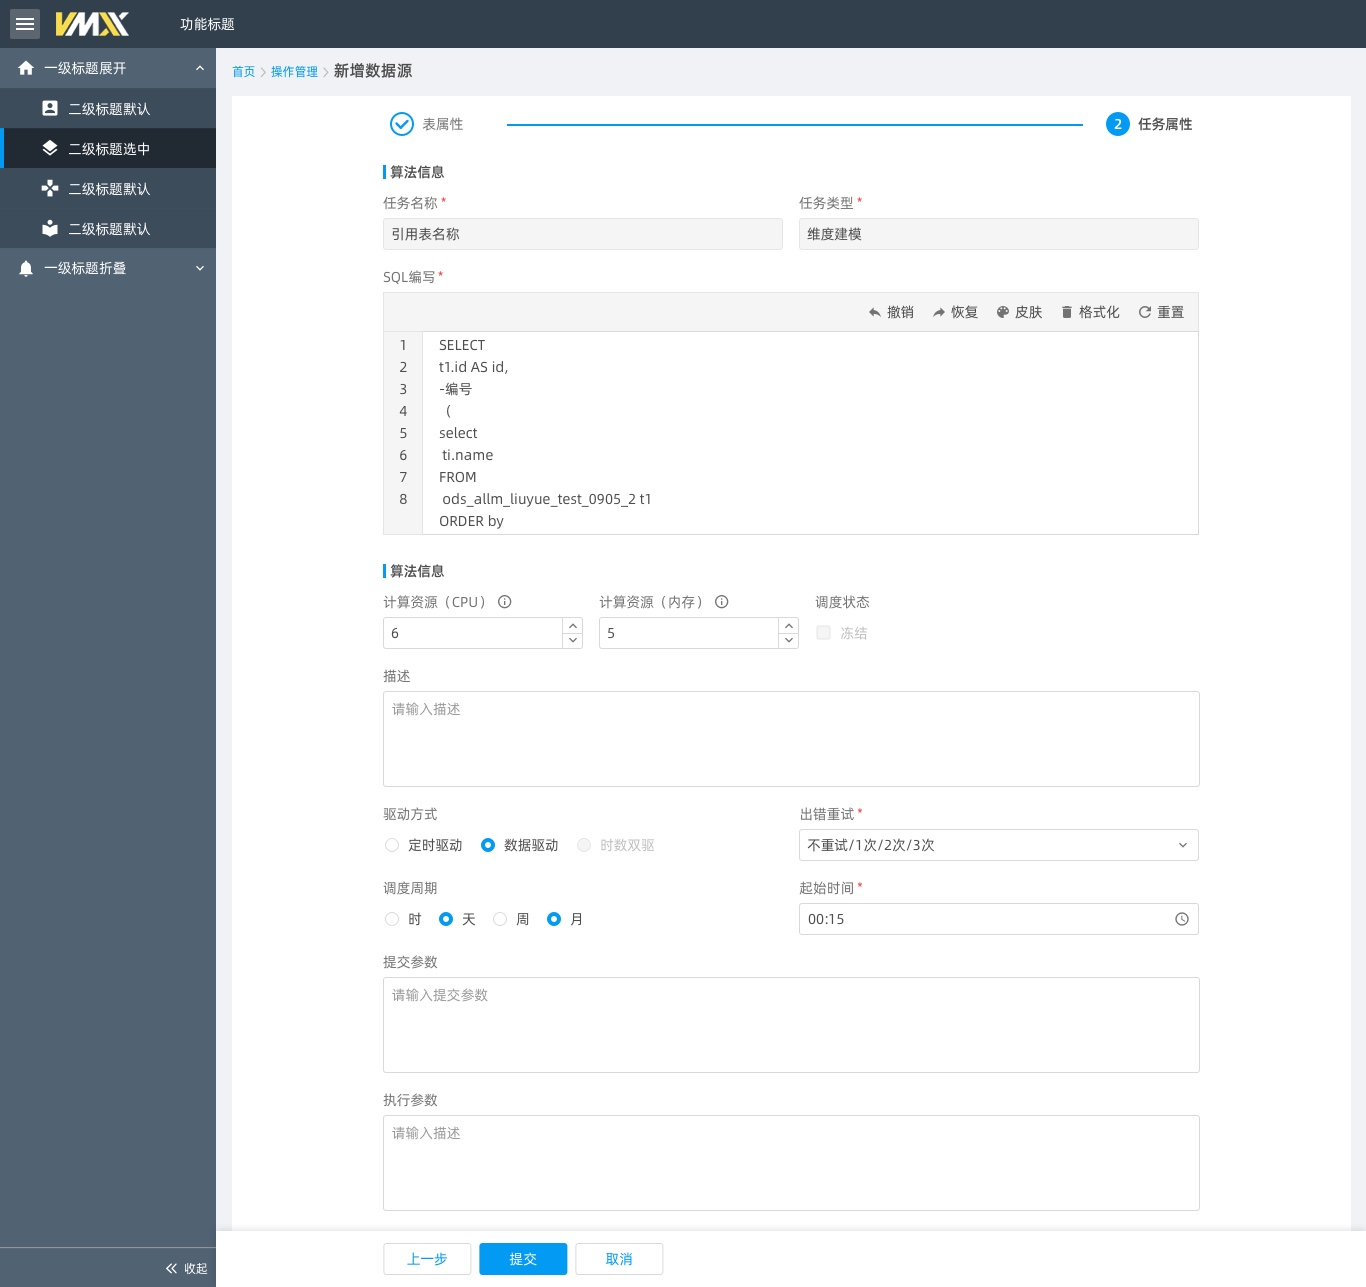 VMX
功能标题
一级标题展开
二级标题默认
二级标题选中
二级标题默认
二级标题默认
一级标题折叠
收起
首页 操作管理 新增数据源
表属性
2 任务属性
算法信息
任务名称 *
任务类型 *
引用表名称
维度建模
SQL编写 *
撤销 恢复 皮肤 格式化 重置
1 SELECT
2 t1.id AS id,
3 -编号
4 （
5 select
6 ti.name
7 FROM
8 ods_allm_liuyue_test_0905_2 t1
ORDER by
算法信息
计算资源（CPU） 计算资源（内存） 调度状态
6 5 冻结
描述
请输入描述
驱动方式 出错重试 *
定时驱动 数据驱动 时数双驱 不重试/1次/2次/3次
调度周期 起始时间 *
时 天 周 月 00:15
提交参数
请输入提交参数
执行参数
请输入描述
上一步 提交 取消